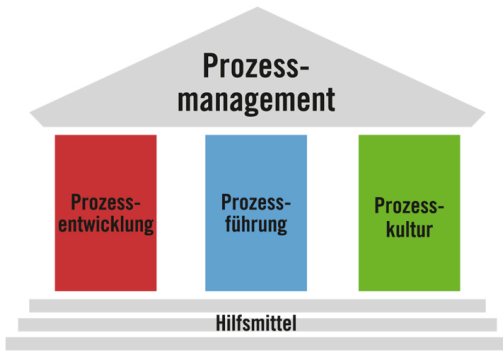 Prozess-
management
Prozess-
entwicklung
Prozess-
führung
Prozess-
kultur
Hilfsmittel